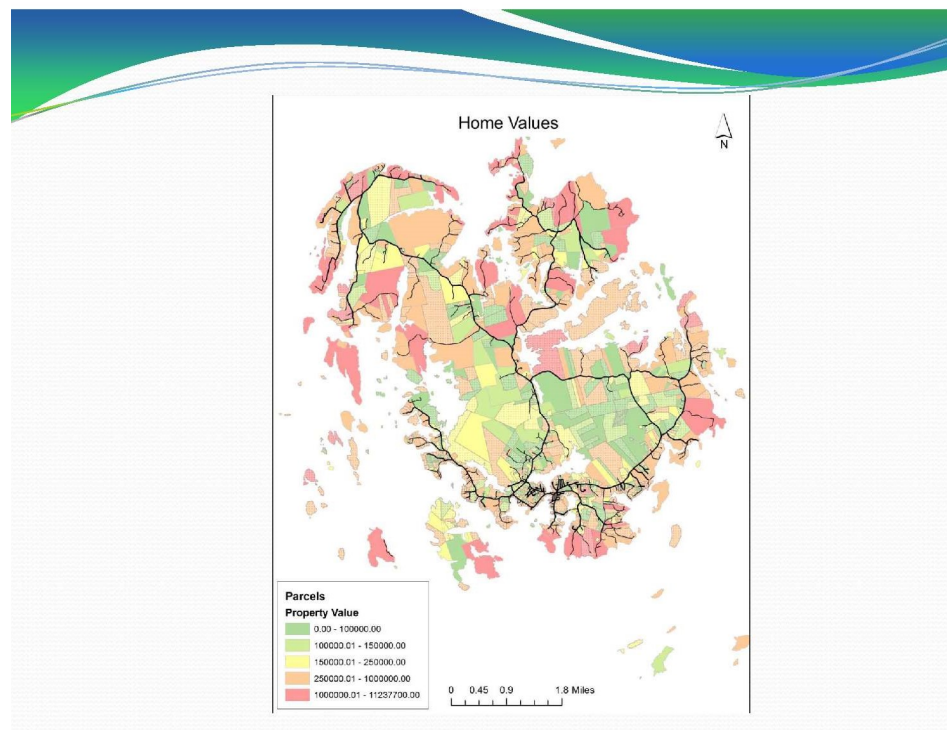 Home Values
N
Parcels
Property Value
0.00 - 100000.00
100000.01 - 150000.00
150000.01 - 250000.00
250000.01 - 1000000.00
1000000.01 - 11237700.00
0 0.45 0.9 1.8 Miles